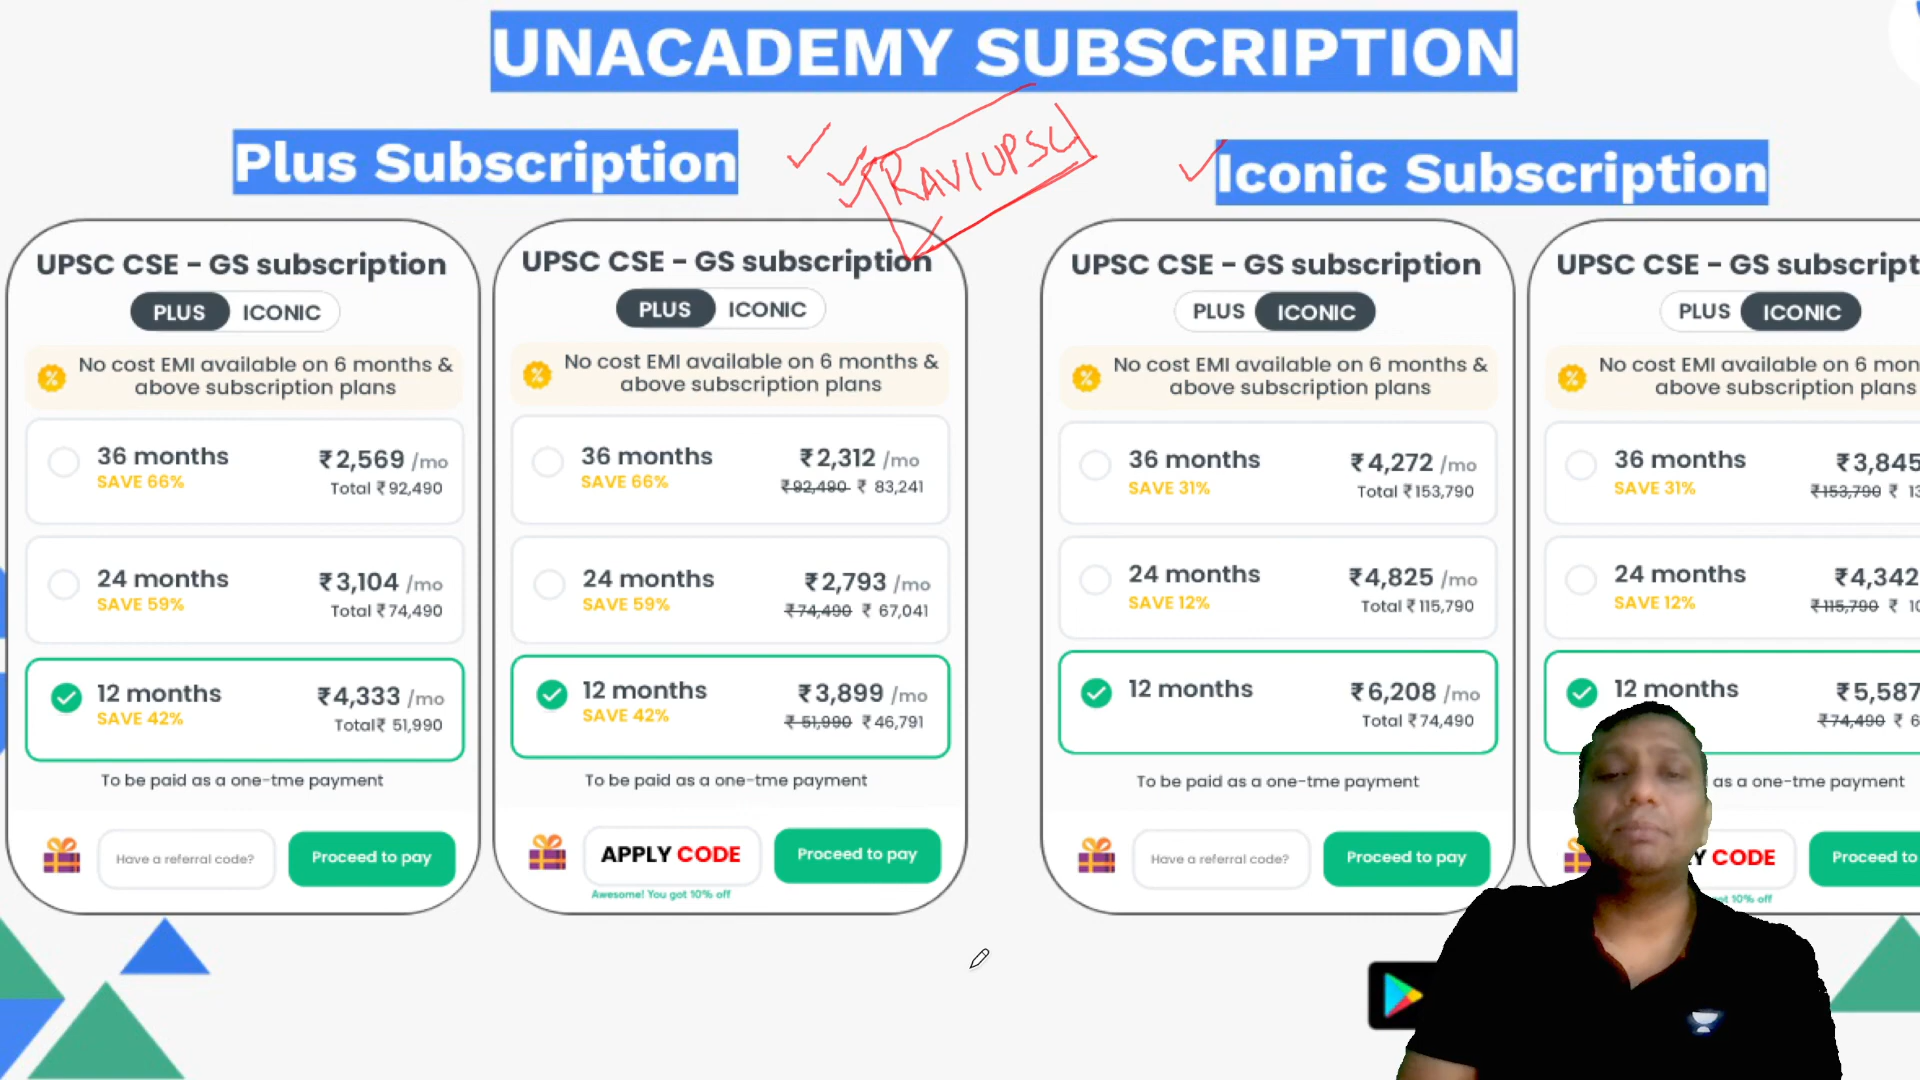 UNACADEMY SUBSCRIPTION
Plus Subscription
RAVIUPSC
Iconic Subscription
UPSC CSE - GS subscription
PLUS ICONIC
No cost EMI available on 6 months &
above subscription plans
36 months ₹2,569 /mo
SAVE 66% Total ₹92,490
24 months ₹3,104 /mo
SAVE 59% Total ₹74,490
12 months ₹4,333 /mo
SAVE 42% Total₹ 51,990
To be paid as a one-tme payment
Have a referral code? Proceed to pay
UPSC CSE - GS subscription
PLUS ICONIC
No cost EMI available on 6 months &
above subscription plans
36 months ₹2,312 /mo
SAVE 66% ₹92,490 ₹ 83,241
24 months ₹2,793 /mo
SAVE 59% ₹74,490 ₹ 67,041
12 months ₹3,899 /mo
SAVE 42% ₹ 51,990 ₹46,791
To be paid as a one-tme payment
APPLY CODE Proceed to pay
Awesome! You got 10% off
UPSC CSE - GS subscription
PLUS ICONIC
No cost EMI available on 6 months &
above subscription plans
36 months ₹4,272 /mo
SAVE 31% Total ₹153,790
24 months ₹4,825 /mo
SAVE 12% Total ₹115,790
12 months ₹6,208 /mo
Total ₹74,490
To be paid as a one-tme payment
Have a referral code? Proceed to pay
UPSC CSE - GS subscript
PLUS ICONIC
No cost EMI available on 6 mon
above subscription plans
36 months ₹3,845
SAVE 31% ₹153,790 ₹ 13
24 months ₹4,342
SAVE 12% ₹115,790 ₹ 10
12 months ₹5,587
₹74,490 ₹ 6
as a one-tme payment
Y CODE Proceed to
got 10% off